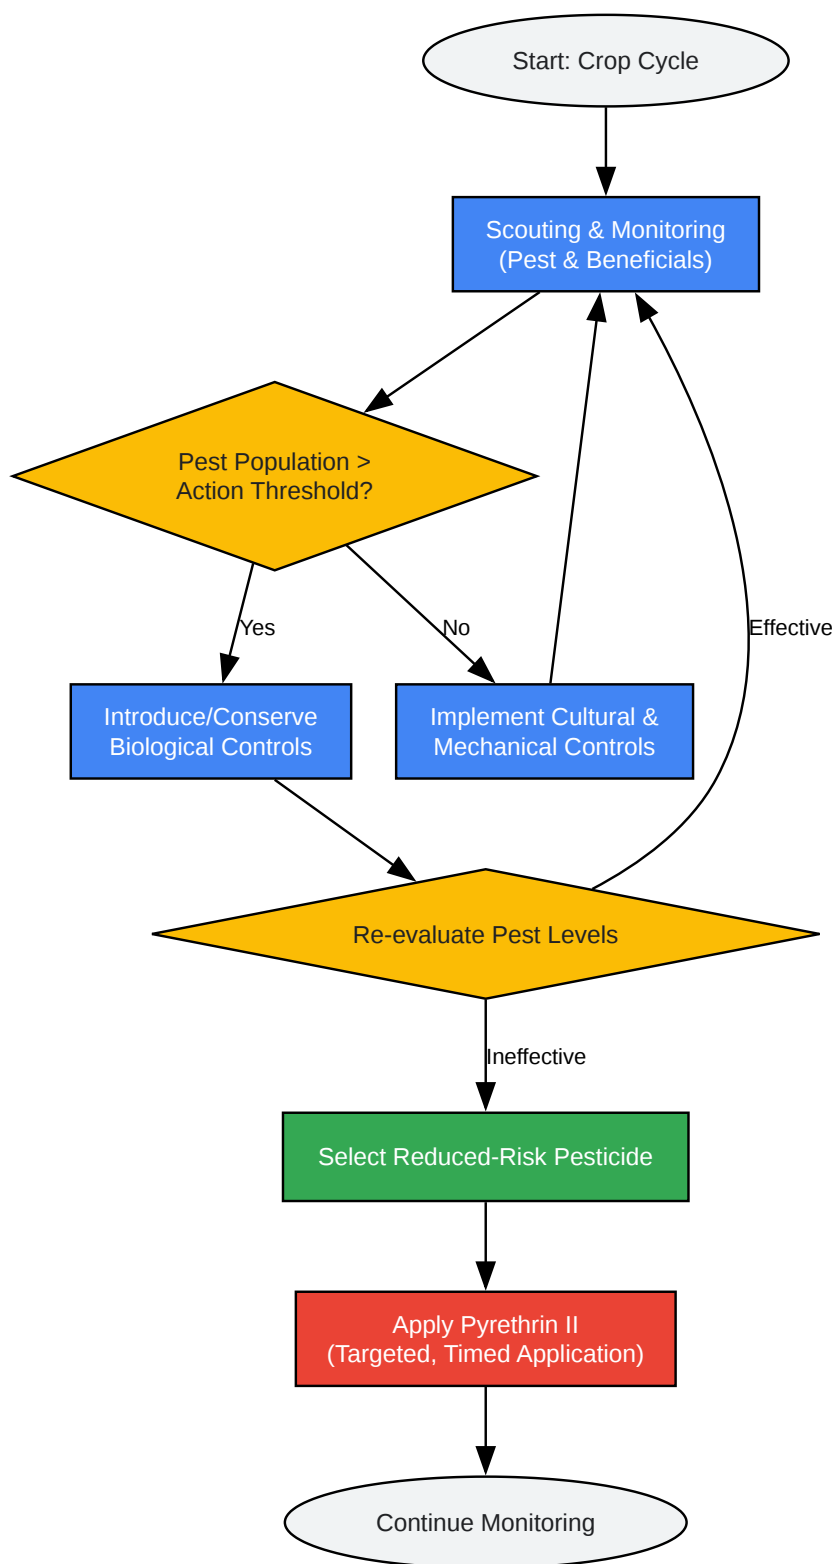 Start: Crop Cycle
Scouting & Monitoring
(Pest & Beneficials)
Pest Population >
Action Threshold?
Yes
No
Effective
Introduce/Conserve
Biological Controls
Implement Cultural &
Mechanical Controls
Re-evaluate Pest Levels
Ineffective
Select Reduced-Risk Pesticide
Apply Pyrethrin II
(Targeted, Timed Application)
Continue Monitoring